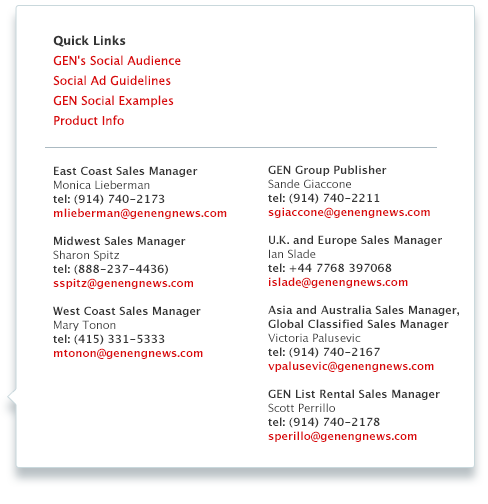 Quick Links
GEN's Social Audience
Social Ad Guidelines
GEN Social Examples
Product Info
East Coast Sales Manager
Monica Lieberman
tel: (914) 740-2173
mlieberman@genengnews.com
Midwest Sales Manager
Sharon Spitz
tel: (888-237-4436)
sspitz@genengnews.com
West Coast Sales Manager
Mary Tonon
tel: (415) 331-5333
mtonon@genengnews.com
GEN Group Publisher
Sande Giaccone
tel: (914) 740-2211
sgiaccone@genengnews.com
U.K. and Europe Sales Manager
Ian Slade
tel: +44 7768 397068
islade@genengnews.com
Asia and Australia Sales Manager,
Global Classified Sales Manager
Victoria Palusevic
tel: (914) 740-2167
vpalusevic@genengnews.com
GEN List Rental Sales Manager
Scott Perrillo
tel: (914) 740-2178
sperillo@genengnews.com